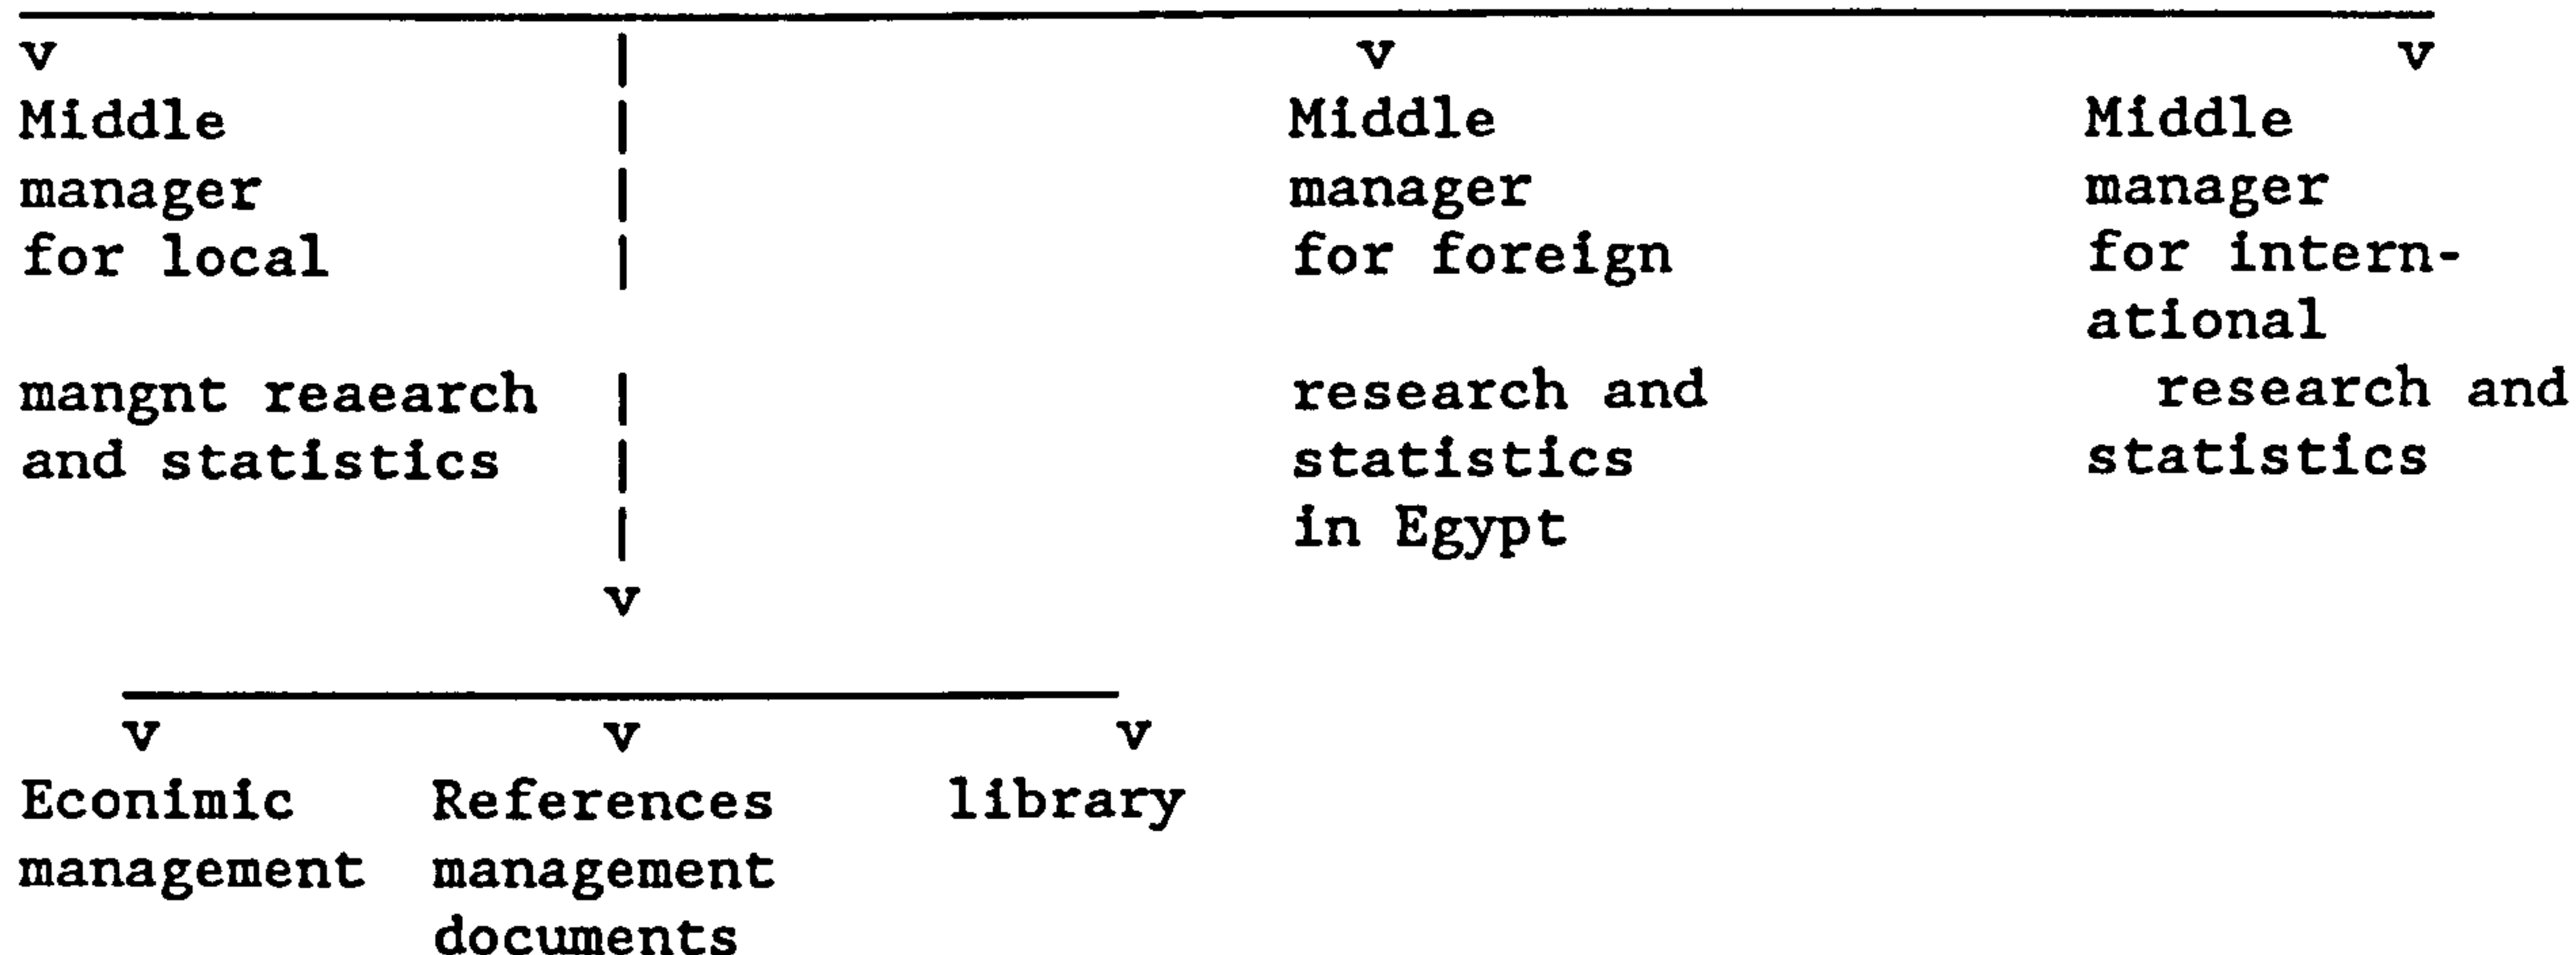 Middle
manager
for local
mangnt reaearch
and statistics
Middle
manager
for foreign
research and
statistics
in Egypt
Middle
manager
for intern-
ational
research and
statistics
Econimic
management
References
management
documents
library